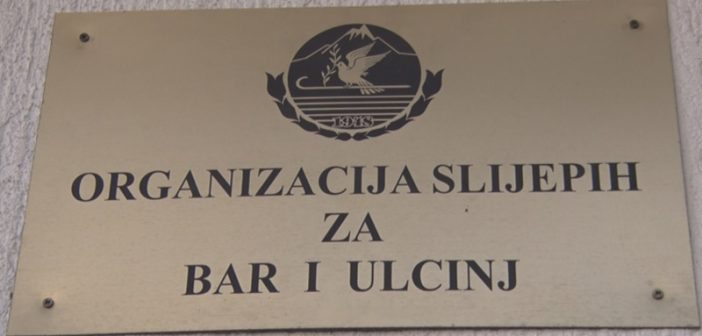 ORGANIZACIJA SLIJEPIH
ZA
BAR I ULCINJ